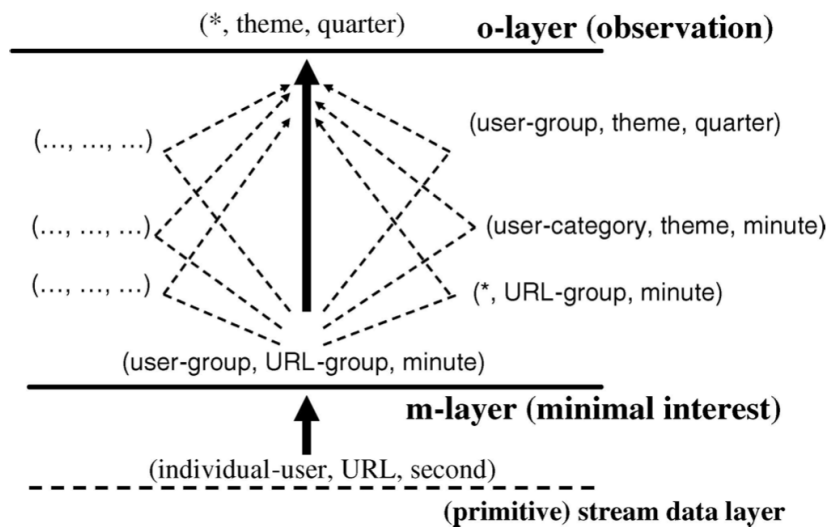 (*, theme, quarter)
o-layer (observation)
(user-group, theme, quarter)
(..., ..., ...)
(..., ..., ...)
(user-category, theme, minute)
(..., ..., ...)
(*, URL-group, minute)
(user-group, URL-group, minute)
m-layer (minimal interest)
(individual-user, URL, second)
(primitive) stream data layer